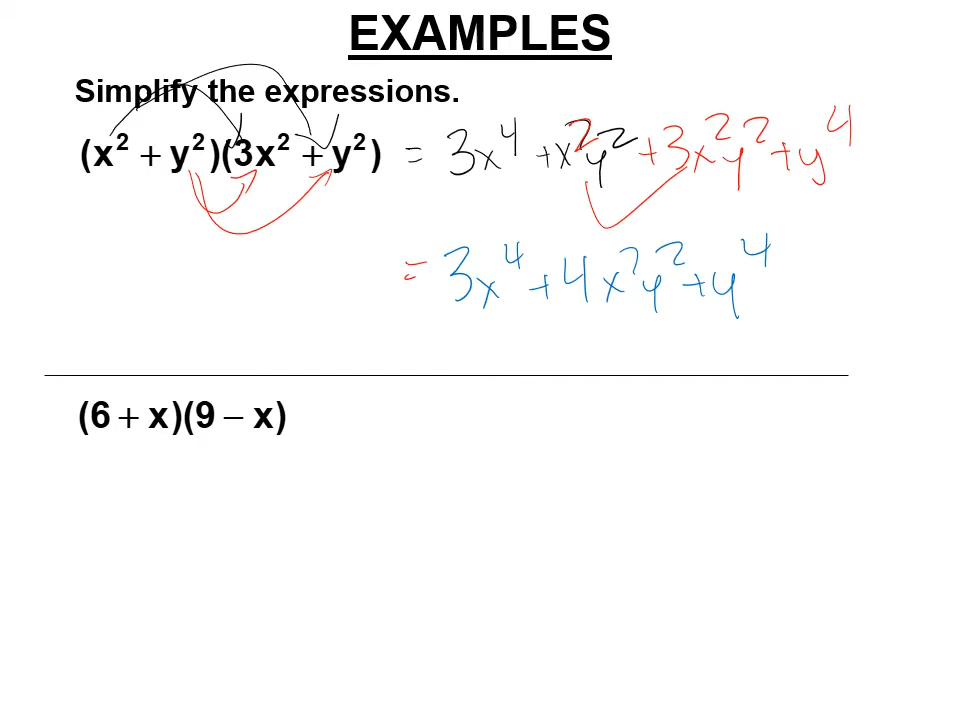 EXAMPLES
Simplify the expressions.
(x² + y²)(3x² + y²) = 3x⁴ + x²y² + 3x²y² + y⁴
= 3x⁴ + 4x²y² + y⁴
(6 + x)(9 − x)